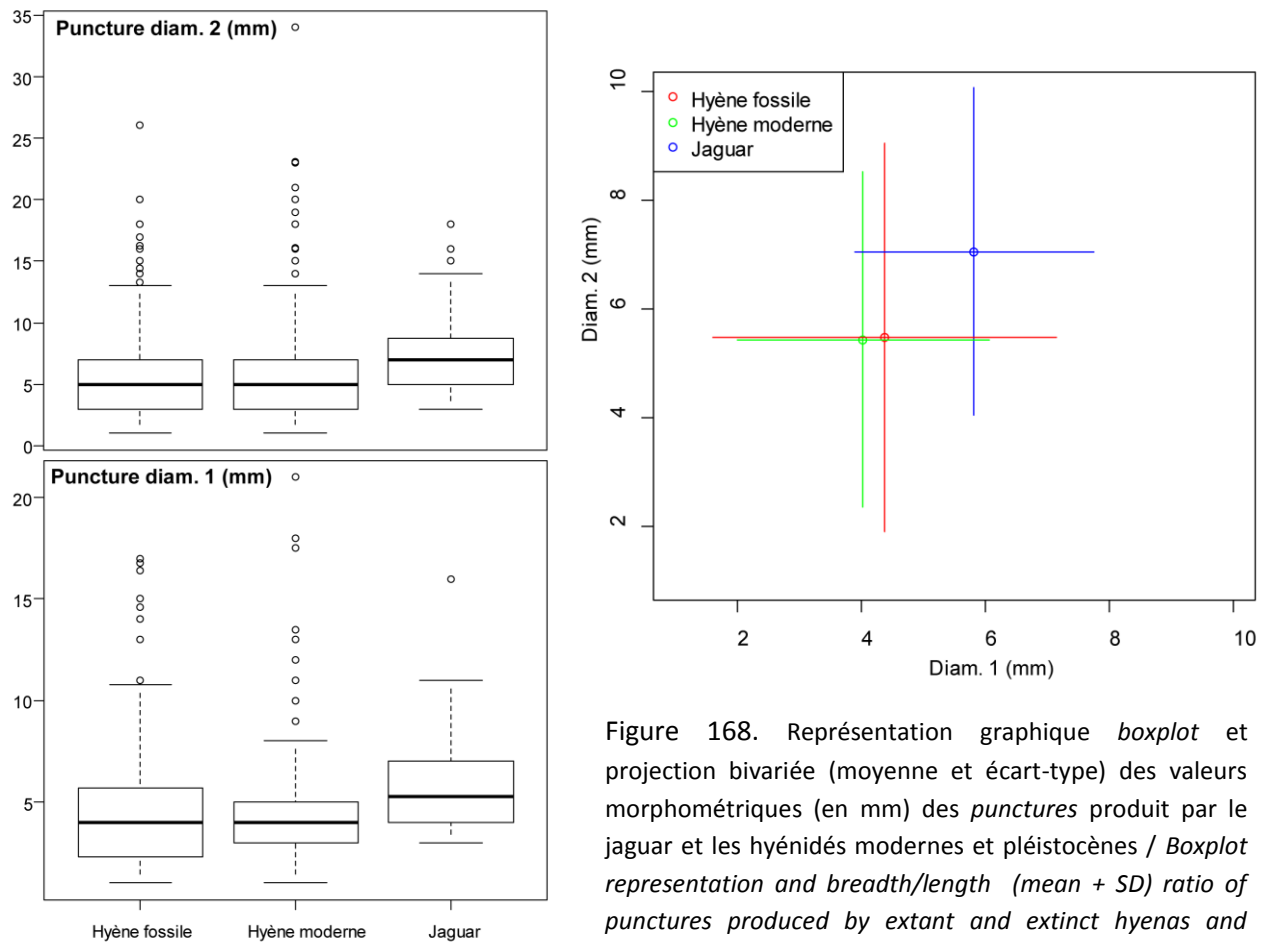 Puncture diam. 2 (mm)
35
30
25
20
15
10
5
0
Puncture diam. 1 (mm)
20
15
10
5
Hyène fossile
Hyène moderne
Jaguar
Hyène fossile
Hyène moderne
Jaguar
Diam. 2 (mm)
10
8
6
4
2
2
4
6
8
10
Diam. 1 (mm)
Figure 168. Représentation graphique boxplot et
projection bivariée (moyenne et écart-type) des valeurs
morphométriques (en mm) des punctures produit par le
jaguar et les hyénidés modernes et pléistocènes / Boxplot
representation and breadth/length (mean + SD) ratio of
punctures produced by extant and extinct hyenas and